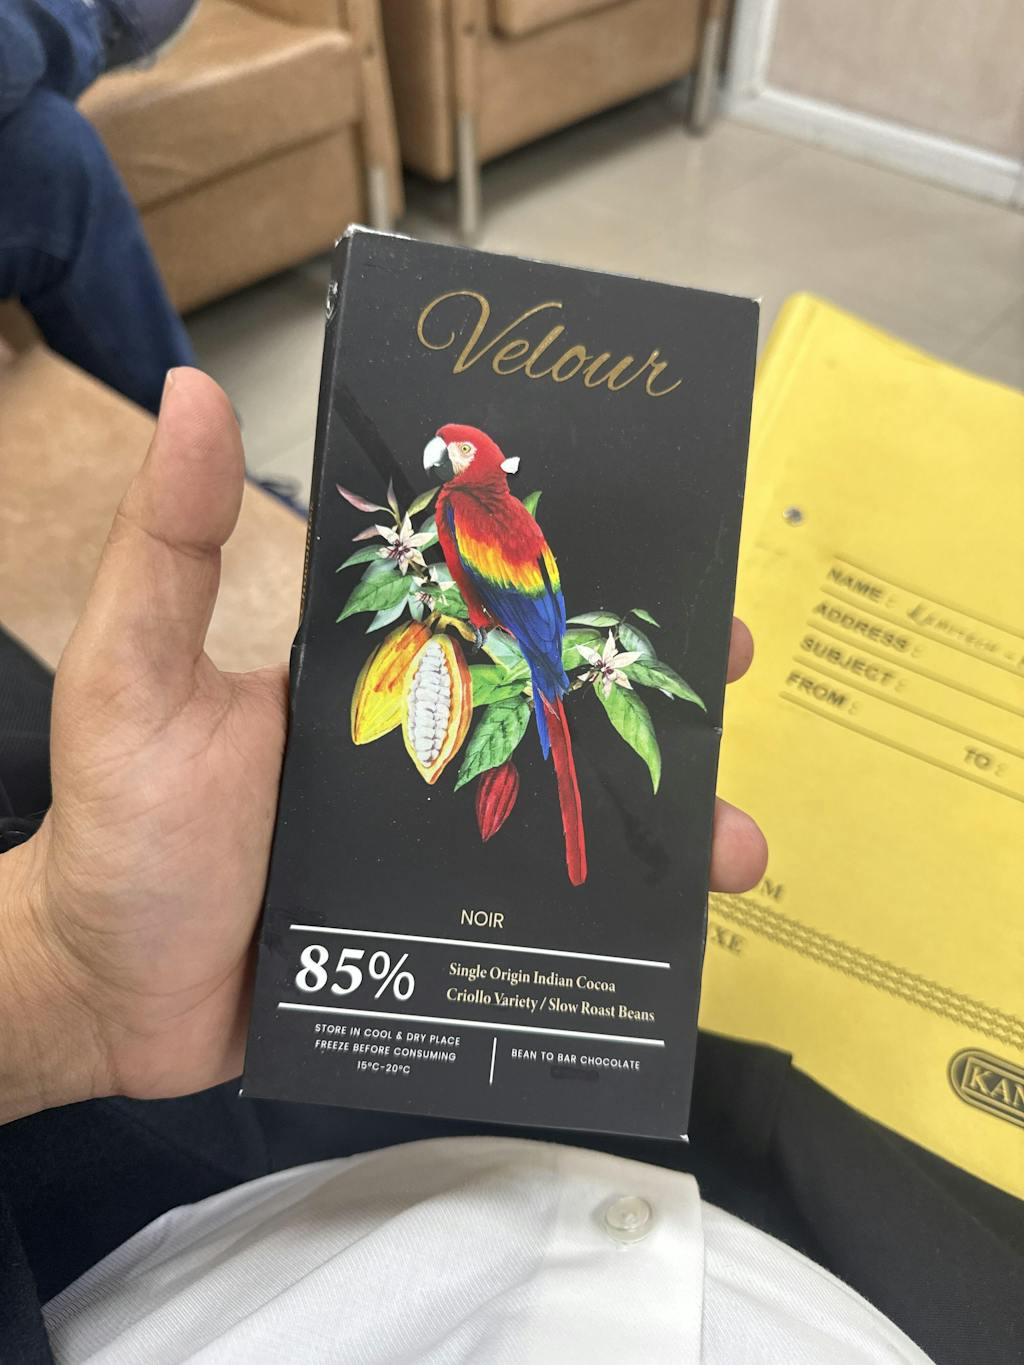 Velour
NOIR
85%
Single Origin Indian Cocoa
Criollo Variety / Slow Roast Beans
STORE IN COOL & DRY PLACE
FREEZE BEFORE CONSUMING
15°C-20°C
BEAN TO BAR CHOCOLATE
NAME :
ADDRESS :
SUBJECT :
FROM :
TO :
KAN